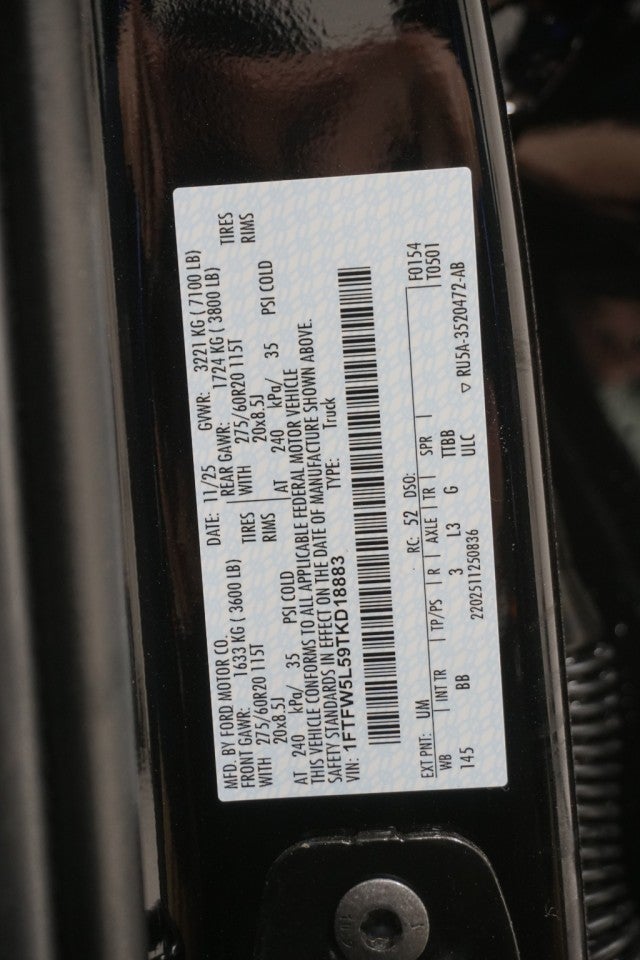 MFD. BY FORD MOTOR CO. DATE: 11/25 GVWR: 3221 KG ( 7100 LB)
FRONT GAWR: 1633 KG ( 3600 LB) REAR GAWR: 1724 KG ( 3800 LB)
WITH 275/60R20 115T TIRES WITH 275/60R20 115T TIRES
20x8.5J RIMS 20x8.5J RIMS
AT 240 kPa/ 35 PSI COLD AT 240 kPa/ 35 PSI COLD
THIS VEHICLE CONFORMS TO ALL APPLICABLE FEDERAL MOTOR VEHICLE
SAFETY STANDARDS IN EFFECT ON THE DATE OF MANUFACTURE SHOWN ABOVE.
VIN: 1FTFW5L59TKD18883 TYPE: Truck
F0154
EXT PNT: UM RC: 52 DSO: T0501
WB INT TR TP/PS R AXLE TR SPR
145 BB 3 L3 G TTBB
2202511250836 ULC ▽ RU5A-3520472-AB